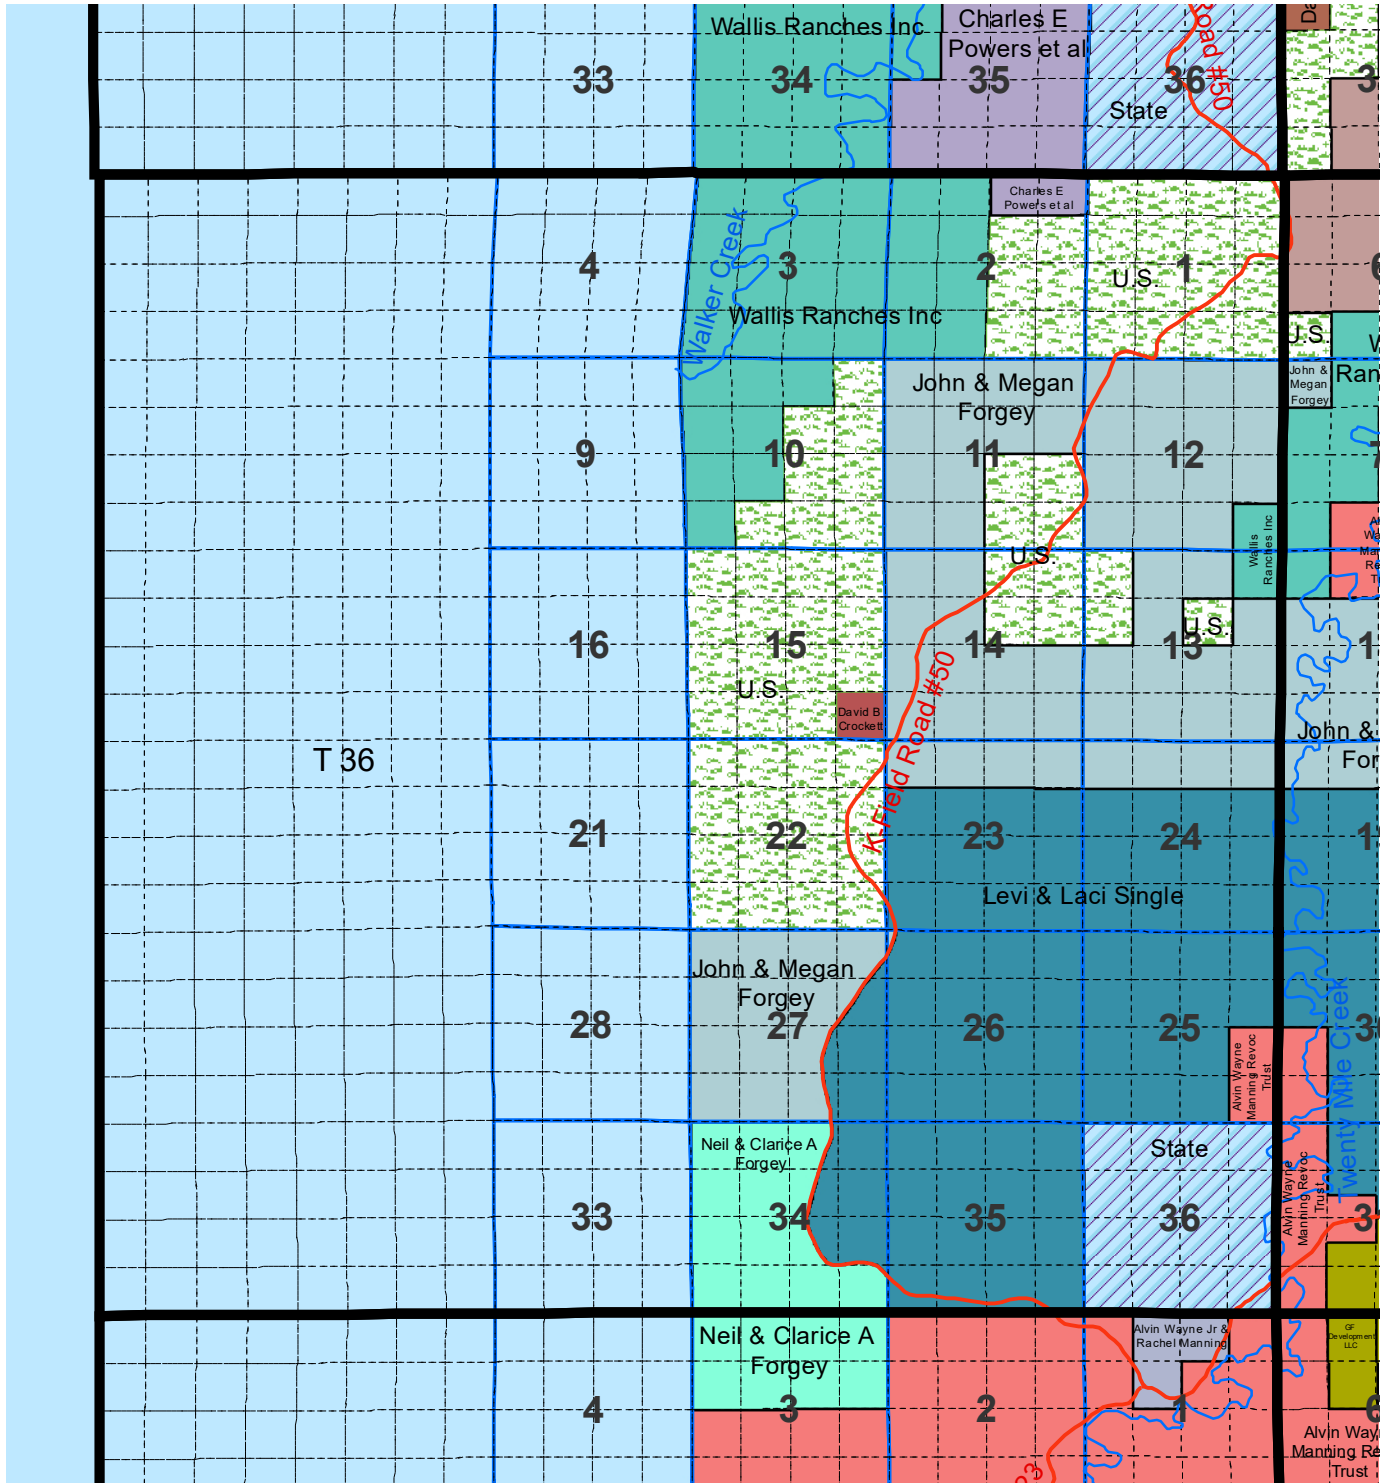 Wallis Ranches Inc
Charles E
Powers et al
Road #50
33
34
35
36
State
Charles E
Powers et al
Walker Creek
4
3
2
1
U.S.
Wallis Ranches Inc
U.S.
John & Megan
Forgey
John &
Megan
Forgey
9
10
11
12
Wallis
Ranches Inc
U.S.
16
15
14
13
U.S.
U.S.
David B
Crockett
K-Field Road #50
T 36
John &
21
22
23
24
Levi & Laci Single
John & Megan
Forgey
28
27
26
25
Alvin Wayne
Manning Revoc
Trust
Twenty Mile Creek
Neil & Clarice A
Forgey
State
Alvin Wayne
Manning Revoc
Trust
33
34
35
36
Neil & Clarice A
Forgey
Alvin Wayne Jr &
Rachel Manning
GF
Development
LLC
4
3
2
1
6
Alvin Way
Manning Re
Trust